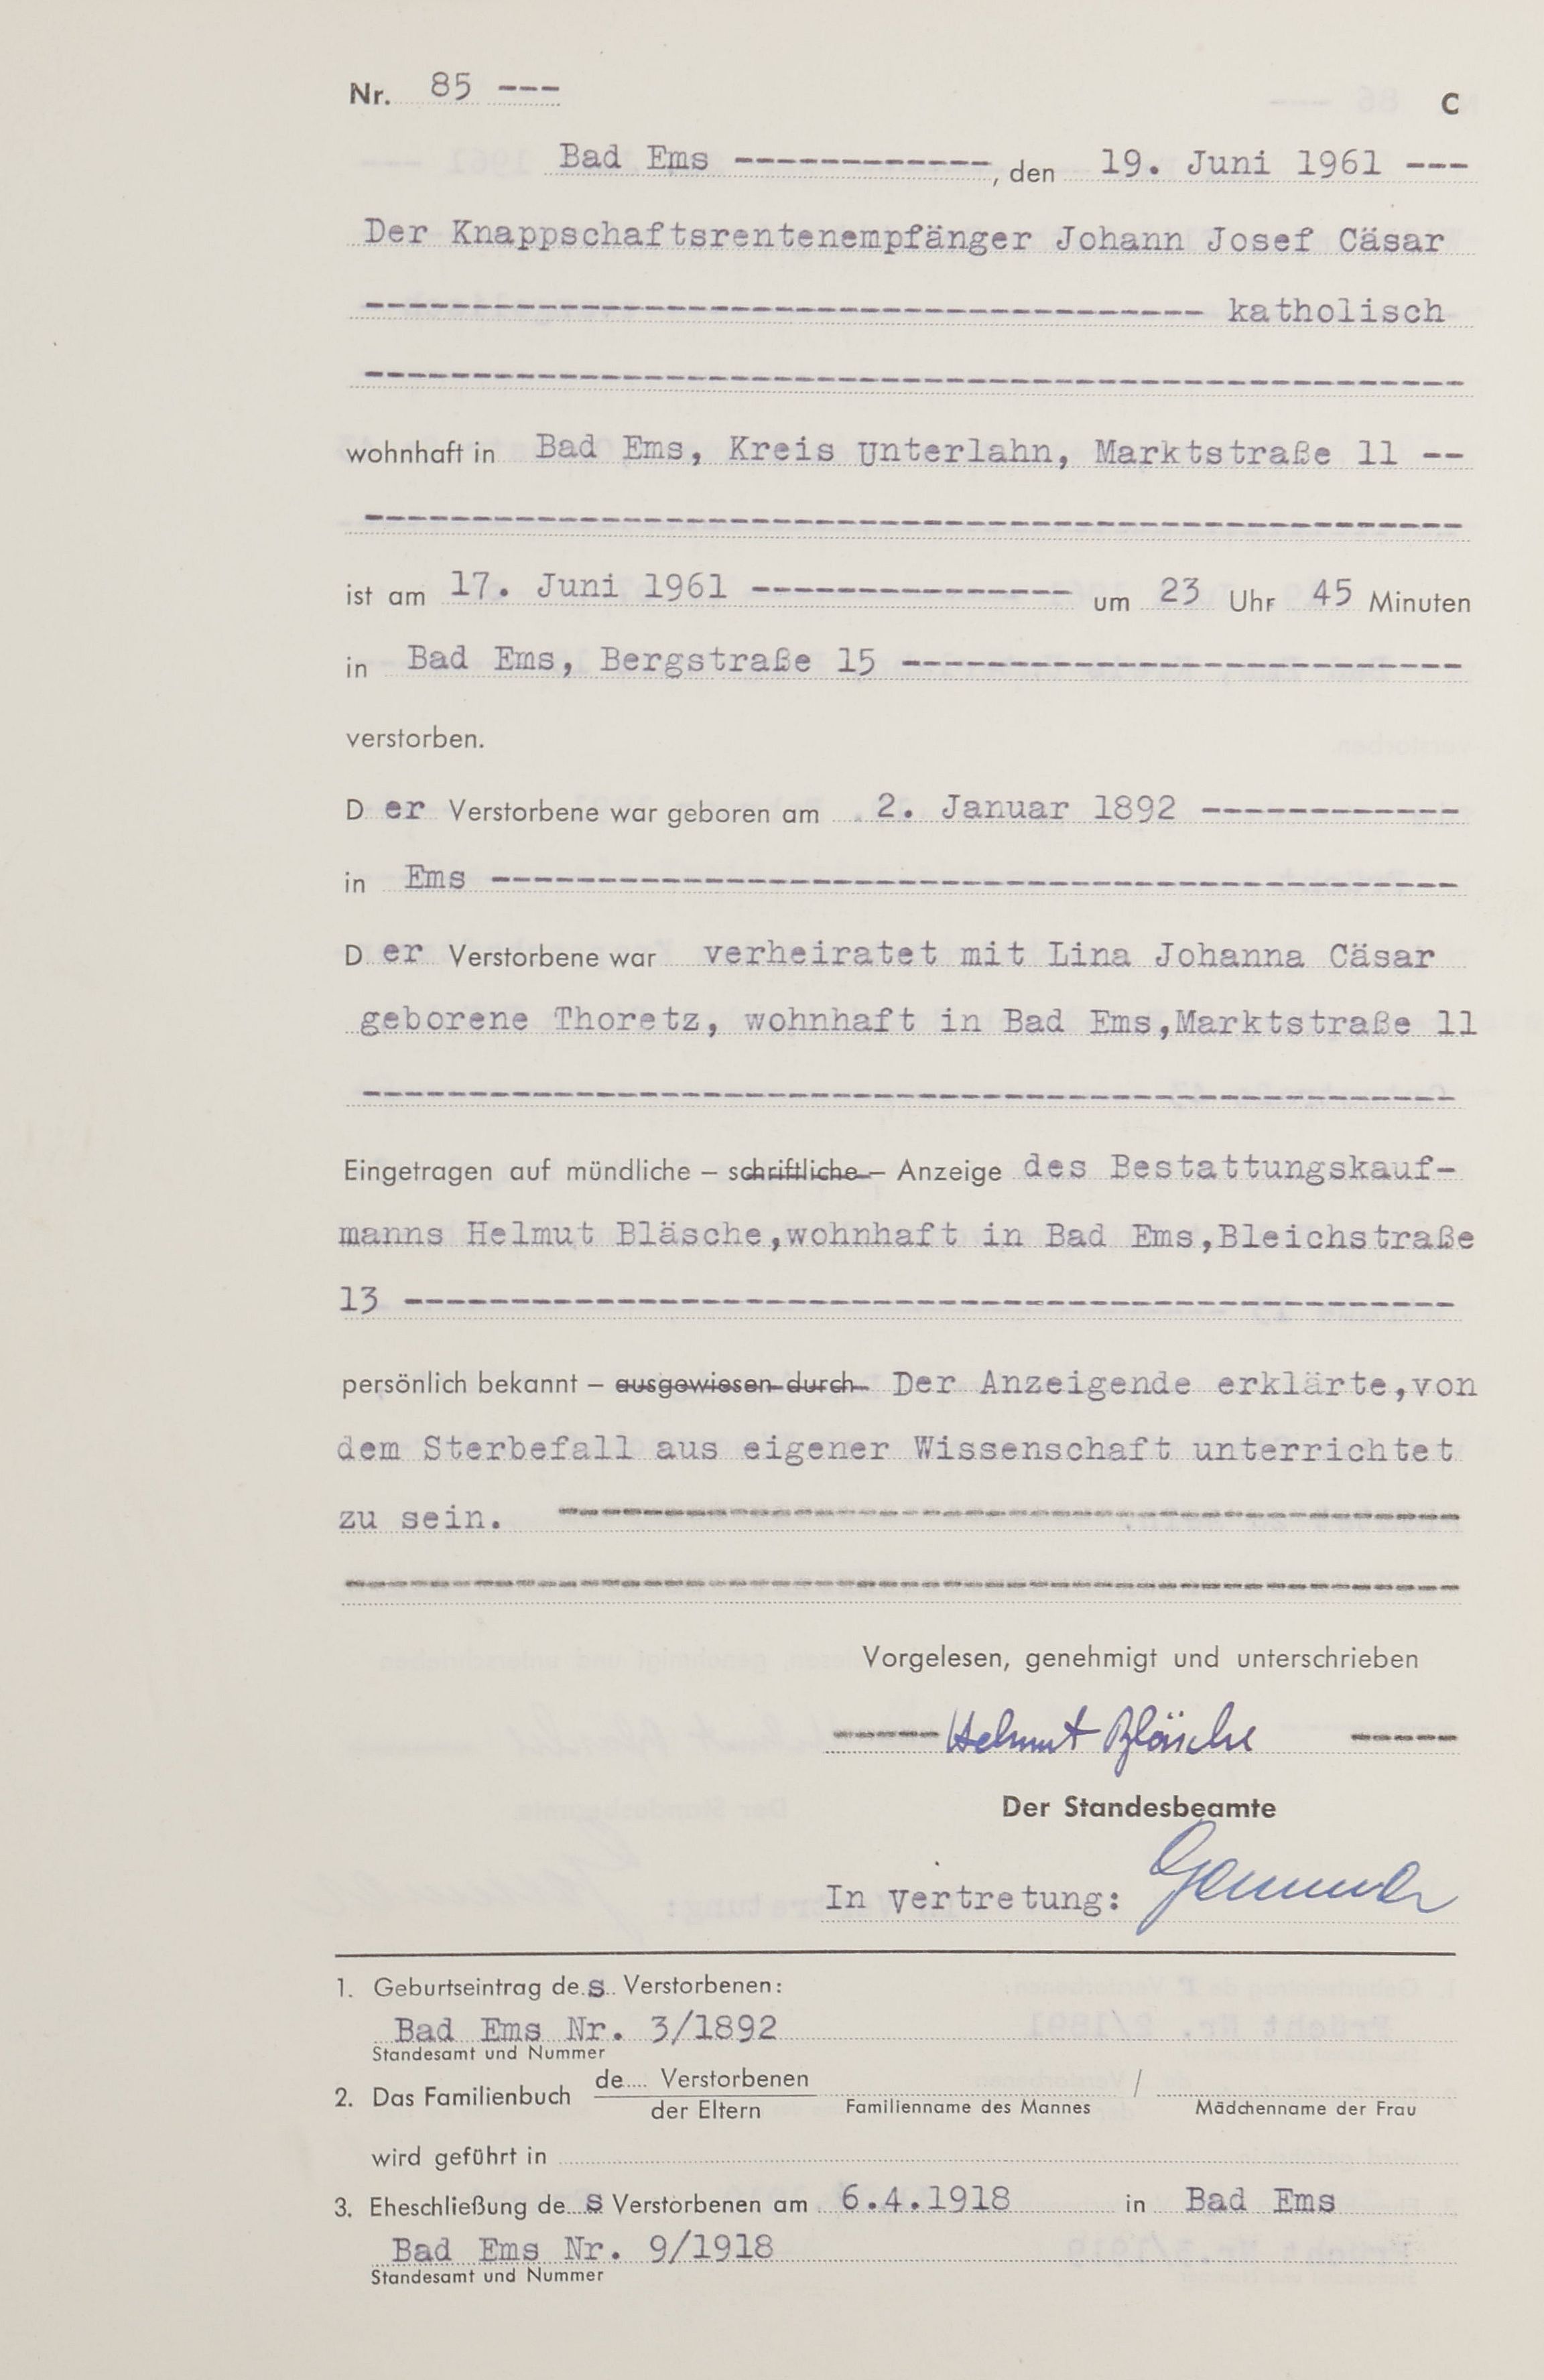 Nr. 85 ---
C
Bad Ems ------------, den 19. Juni 1961 ---
Der Knappschaftsrentenempfänger Johann Josef Cäsar
--------------------------------------- katholisch
---------------------------------------------------
wohnhaft in Bad Ems, Kreis Unterlahn, Marktstraße 11 --
---------------------------------------------------
ist am 17. Juni 1961 --------------- um 23 Uhr 45 Minuten
in Bad Ems, Bergstraße 15 --------------------------
verstorben.
D er Verstorbene war geboren am 2. Januar 1892 ------------
in Ems ---------------------------------------------
D er Verstorbene war verheiratet mit Lina Johanna Cäsar
geborene Thoretz, wohnhaft in Bad Ems,Marktstraße 11
---------------------------------------------------
Eingetragen auf mündliche – schriftliche – Anzeige des Bestattungskauf-
manns Helmut Bläsche,wohnhaft in Bad Ems,Bleichstraße
13 -------------------------------------------------
persönlich bekannt – ausgewiesen durch Der Anzeigende erklärte,von
dem Sterbefall aus eigener Wissenschaft unterrichtet
zu sein. ------------------------------------------
---------------------------------------------------
Vorgelesen, genehmigt und unterschrieben
----- Helmut Bläsche -----
Der Standesbeamte
In Vertretung:
1. Geburtseintrag des Verstorbenen:
Bad Ems Nr. 3/1892
Standesamt und Nummer
2. Das Familienbuch de.... Verstorbenen /
der Eltern Familienname des Mannes Mädchenname der Frau
wird geführt in
3. Eheschließung des Verstorbenen am 6.4.1918 in Bad Ems
Bad Ems Nr. 9/1918
Standesamt und Nummer